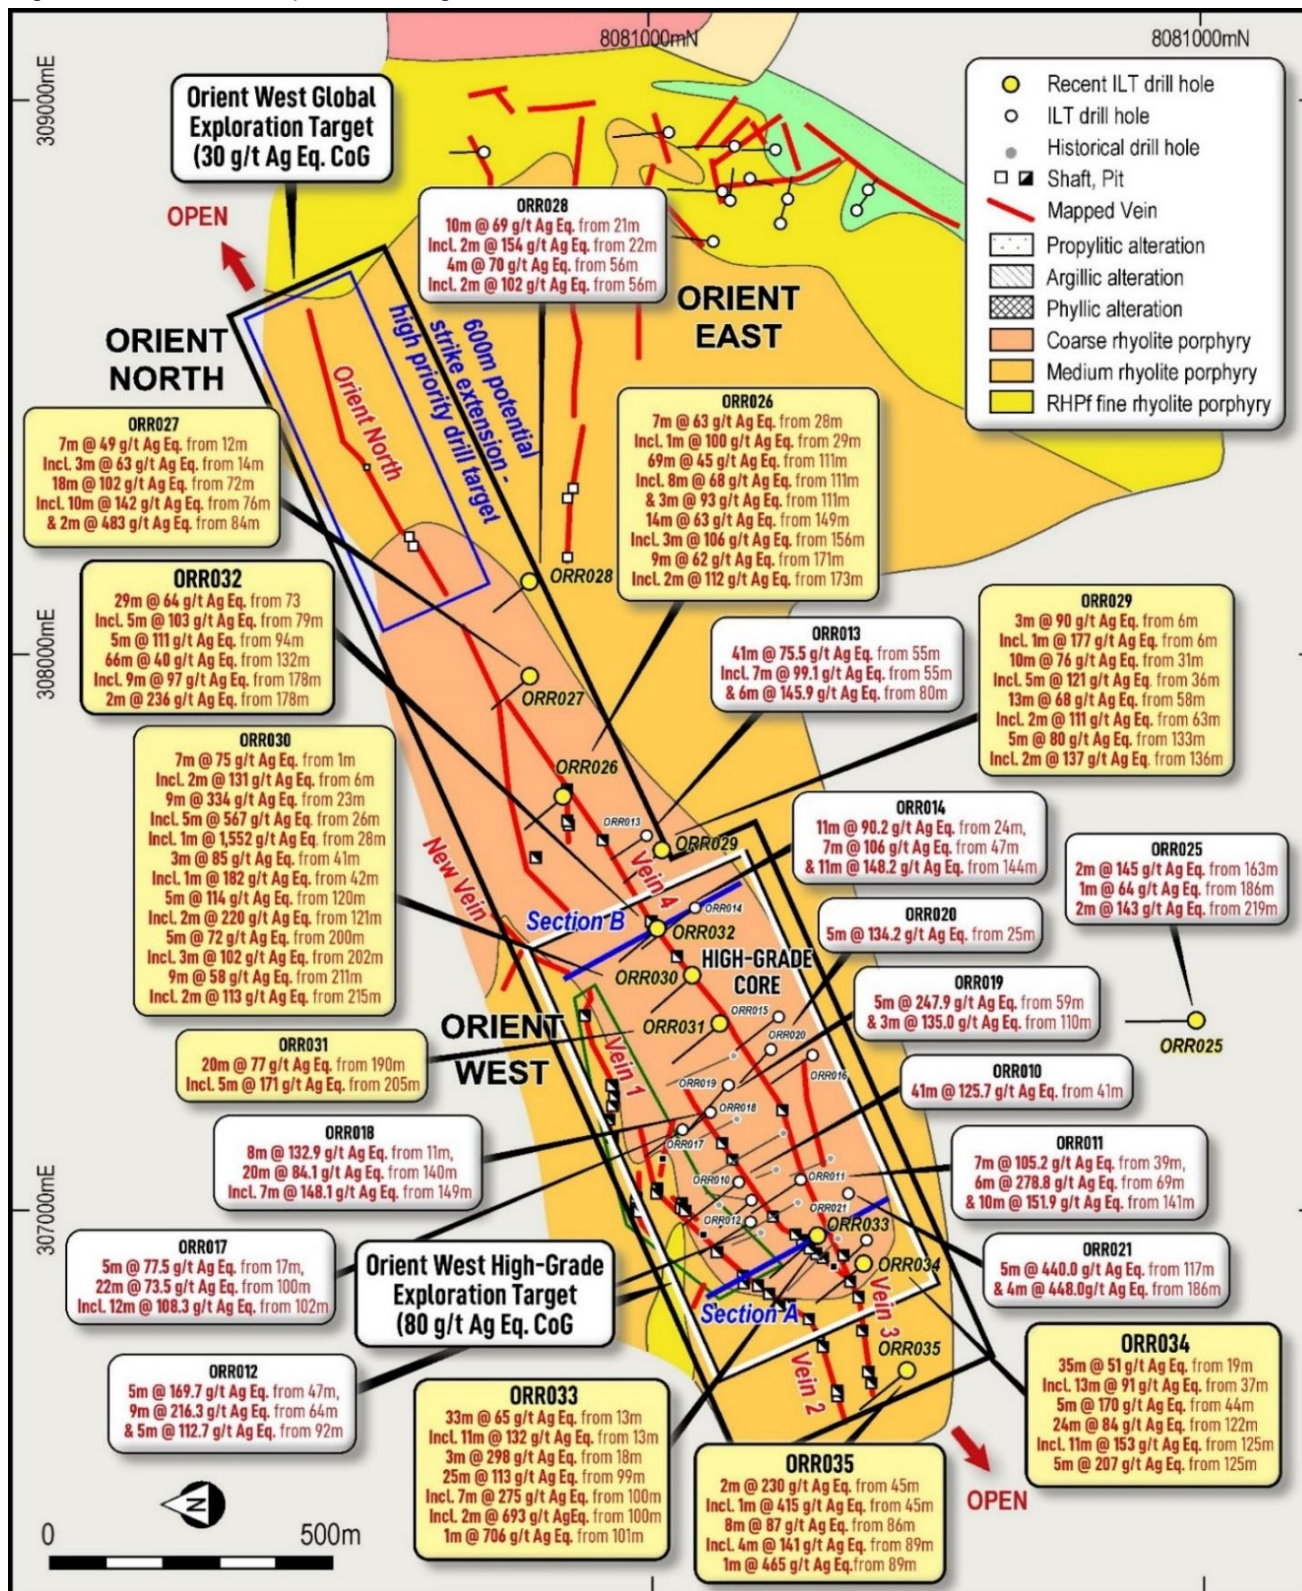 8081000mN
8081000mN
309000mE
308000mE
307000mE
Orient West Global
Exploration Target
(30 g/t Ag Eq. CoG
OPEN
Recent ILT drill hole
ILT drill hole
Historical drill hole
Shaft, Pit
Mapped Vein
Propylitic alteration
Argillic alteration
Phyllic alteration
Coarse rhyolite porphyry
Medium rhyolite porphyry
RHPf fine rhyolite porphyry
ORR028
10m @ 69 g/t Ag Eq. from 21m
Incl. 2m @ 154 g/t Ag Eq. from 22m
4m @ 70 g/t Ag Eq. from 56m
Incl. 2m @ 102 g/t Ag Eq. from 56m
ORIENT
EAST
ORIENT
NORTH
Orient North
600m potential
strike extension -
high priority drill target
ORR027
7m @ 49 g/t Ag Eq. from 12m
Incl. 3m @ 63 g/t Ag Eq. from 14m
18m @ 102 g/t Ag Eq. from 72m
Incl. 10m @ 142 g/t Ag Eq. from 76m
& 2m @ 483 g/t Ag Eq. from 84m
ORR026
7m @ 63 g/t Ag Eq. from 28m
Incl. 1m @ 100 g/t Ag Eq. from 29m
69m @ 45 g/t Ag Eq. from 111m
Incl. 8m @ 68 g/t Ag Eq. from 111m
& 3m @ 93 g/t Ag Eq. from 111m
14m @ 63 g/t Ag Eq. from 149m
Incl. 3m @ 106 g/t Ag Eq. from 156m
9m @ 62 g/t Ag Eq. from 171m
Incl. 2m @ 112 g/t Ag Eq. from 173m
ORR032
29m @ 64 g/t Ag Eq. from 73
Incl. 5m @ 103 g/t Ag Eq. from 79m
5m @ 111 g/t Ag Eq. from 94m
66m @ 40 g/t Ag Eq. from 132m
Incl. 9m @ 97 g/t Ag Eq. from 178m
2m @ 236 g/t Ag Eq. from 178m
ORR013
41m @ 75.5 g/t Ag Eq. from 55m
Incl. 7m @ 99.1 g/t Ag Eq. from 55m
& 6m @ 145.9 g/t Ag Eq. from 80m
ORR029
3m @ 90 g/t Ag Eq. from 6m
Incl. 1m @ 177 g/t Ag Eq. from 6m
10m @ 76 g/t Ag Eq. from 31m
Incl. 5m @ 121 g/t Ag Eq. from 36m
13m @ 68 g/t Ag Eq. from 58m
Incl. 2m @ 111 g/t Ag Eq. from 63m
5m @ 80 g/t Ag Eq. from 133m
Incl. 2m @ 137 g/t Ag Eq. from 136m
ORR030
7m @ 75 g/t Ag Eq. from 1m
Incl. 2m @ 131 g/t Ag Eq. from 6m
9m @ 334 g/t Ag Eq. from 23m
Incl. 5m @ 567 g/t Ag Eq. from 26m
Incl. 1m @ 1,552 g/t Ag Eq. from 28m
3m @ 85 g/t Ag Eq. from 41m
Incl. 1m @ 182 g/t Ag Eq. from 42m
5m @ 114 g/t Ag Eq. from 120m
Incl. 2m @ 220 g/t Ag Eq. from 121m
5m @ 72 g/t Ag Eq. from 200m
Incl. 3m @ 102 g/t Ag Eq. from 202m
9m @ 58 g/t Ag Eq. from 211m
Incl. 2m @ 113 g/t Ag Eq. from 215m
ORR014
11m @ 90.2 g/t Ag Eq. from 24m,
7m @ 106 g/t Ag Eq. from 47m
& 11m @ 148.2 g/t Ag Eq. from 144m
ORR025
2m @ 145 g/t Ag Eq. from 163m
1m @ 64 g/t Ag Eq. from 186m
2m @ 143 g/t Ag Eq. from 219m
ORR020
5m @ 134.2 g/t Ag Eq. from 25m
ORR019
5m @ 247.9 g/t Ag Eq. from 59m
& 3m @ 135.0 g/t Ag Eq. from 110m
ORR028
ORR027
ORR026
ORR013
ORR029
New Vein
Vein 4
Section B
ORR014
ORR032
HIGH-GRADE
CORE
ORR030
ORR031
ORR015
ORR020
ORR016
ORR025
ORIENT
WEST
Vein 1
ORR019
ORR018
ORR017
ORR010
ORR011
ORR012
ORR021
ORR033
ORR034
ORR035
Section A
Vein 2
Vein 3
ORR031
20m @ 77 g/t Ag Eq. from 190m
Incl. 5m @ 171 g/t Ag Eq. from 205m
ORR010
41m @ 125.7 g/t Ag Eq. from 41m
ORR018
8m @ 132.9 g/t Ag Eq. from 11m,
20m @ 84.1 g/t Ag Eq. from 140m
Incl. 7m @ 148.1 g/t Ag Eq. from 149m
ORR011
7m @ 105.2 g/t Ag Eq. from 39m,
6m @ 278.8 g/t Ag Eq. from 69m
& 10m @ 151.9 g/t Ag Eq. from 141m
ORR017
5m @ 77.5 g/t Ag Eq. from 17m,
22m @ 73.5 g/t Ag Eq. from 100m
Incl. 12m @ 108.3 g/t Ag Eq. from 102m
Orient West High-Grade
Exploration Target
(80 g/t Ag Eq. CoG
ORR021
5m @ 440.0 g/t Ag Eq. from 117m
& 4m @ 448.0g/t Ag Eq. from 186m
ORR012
5m @ 169.7 g/t Ag Eq. from 47m,
9m @ 216.3 g/t Ag Eq. from 64m
& 5m @ 112.7 g/t Ag Eq. from 92m
ORR034
35m @ 51 g/t Ag Eq. from 19m
Incl. 13m @ 91 g/t Ag Eq. from 37m
5m @ 170 g/t Ag Eq. from 44m
24m @ 84 g/t Ag Eq. from 122m
Incl. 11m @ 153 g/t Ag Eq. from 125m
5m @ 207 g/t Ag Eq. from 125m
ORR033
33m @ 65 g/t Ag Eq. from 13m
Incl. 11m @ 132 g/t Ag Eq. from 13m
3m @ 298 g/t Ag Eq. from 18m
25m @ 113 g/t Ag Eq. from 99m
Incl. 7m @ 275 g/t Ag Eq. from 100m
Incl. 2m @ 693 g/t AgEq. from 100m
1m @ 706 g/t Ag Eq. from 101m
ORR035
2m @ 230 g/t Ag Eq. from 45m
Incl. 1m @ 415 g/t Ag Eq. from 45m
8m @ 87 g/t Ag Eq. from 86m
Incl. 4m @ 141 g/t Ag Eq. from 89m
1m @ 465 g/t Ag Eq.from 89m
OPEN
N
0
500m